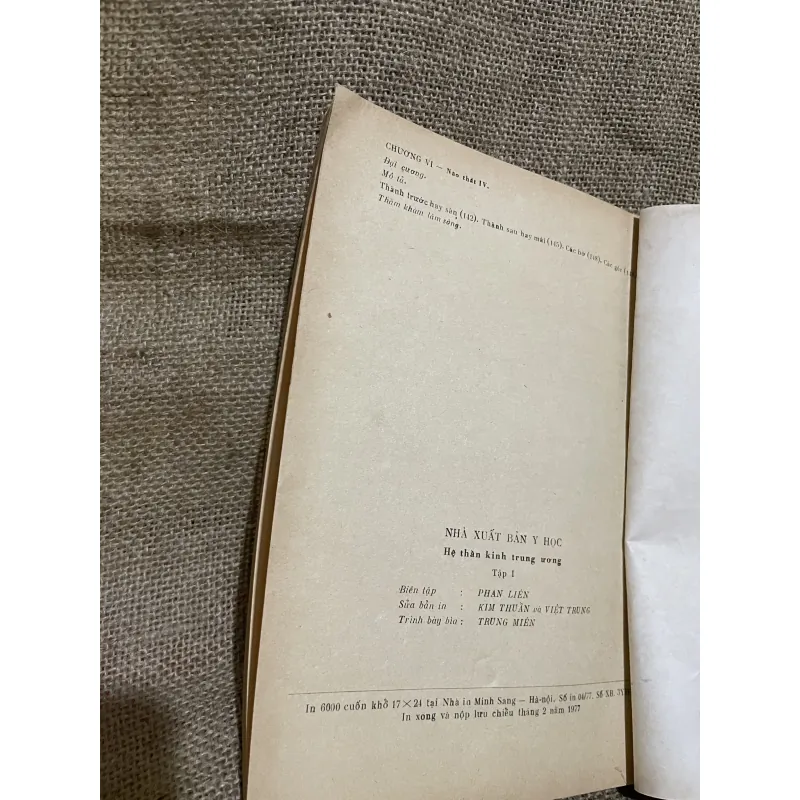 CHƯƠNG VI — Não thất IV.
Đại cương.
Mô tả.
Thành trước hay sàn (142). Thành sau hay mái (145). Các bờ (148). Các góc
Thăm khám lâm sàng.
NHÀ XUẤT BẢN Y HỌC
Hệ thần kinh trung ương
Tập I
Biên tập : PHAN LIÊN
Sửa bản in : KIM THUẦN và VIỆT TRUNG
Trình bày bìa : TRUNG MIÊN
In 6000 cuốn khổ 17×24 tại Nhà in Minh Sang — Hà-nội. Số in 04/77. Số XB.
In xong và nộp lưu chiểu tháng 2 năm 1977